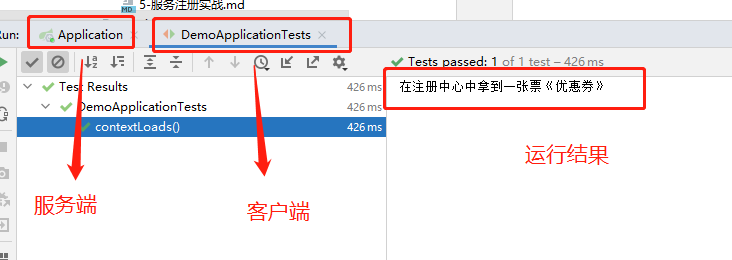 5-服务注册实战.md
Run:
Application
DemoApplicationTests
Tests passed: 1 of 1 test – 426 ms
Test Results
426 ms
DemoApplicationTests
426 ms
contextLoads()
426 ms
在注册中心中拿到一张票《优惠券》
服务端
客户端
运行结果